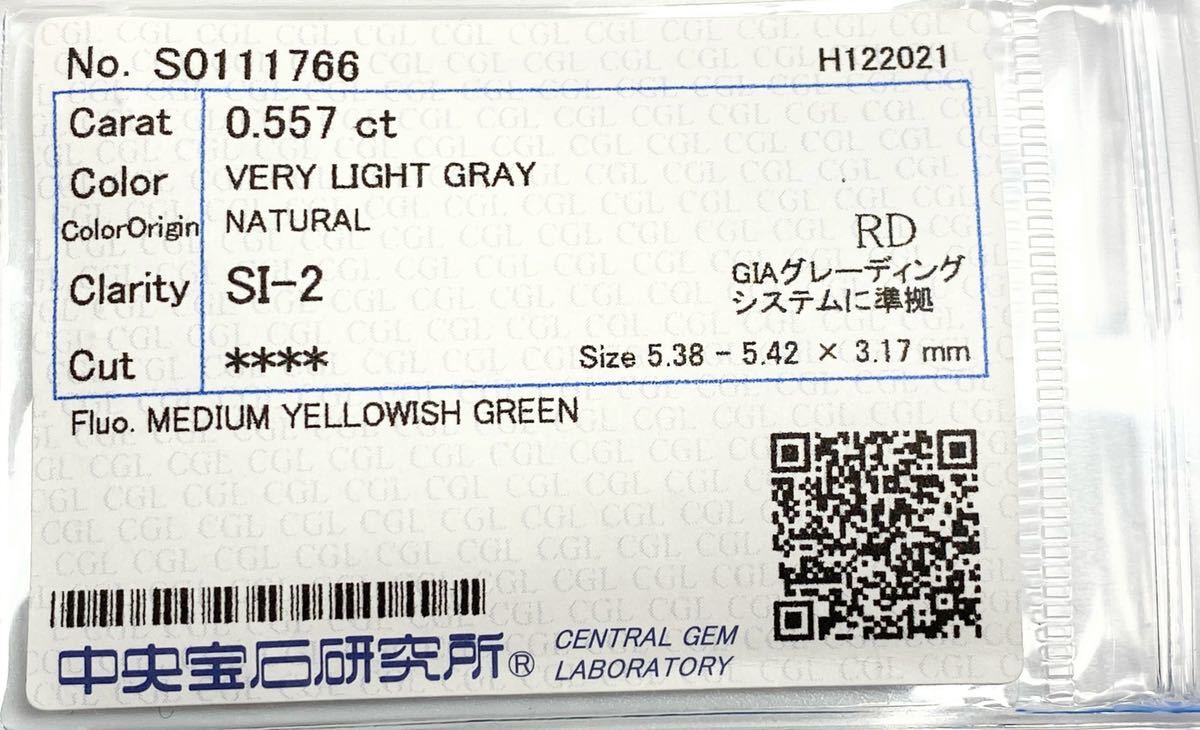 No. S0111766
H122021
Carat 0.557 ct
Color VERY LIGHT GRAY
ColorOrigin NATURAL
RD
GIAグレーディング
システムに準拠
Clarity SI-2
Cut ****
Size 5.38 - 5.42 × 3.17 mm
Fluo. MEDIUM YELLOWISH GREEN
中央宝石研究所® CENTRAL GEM
LABORATORY